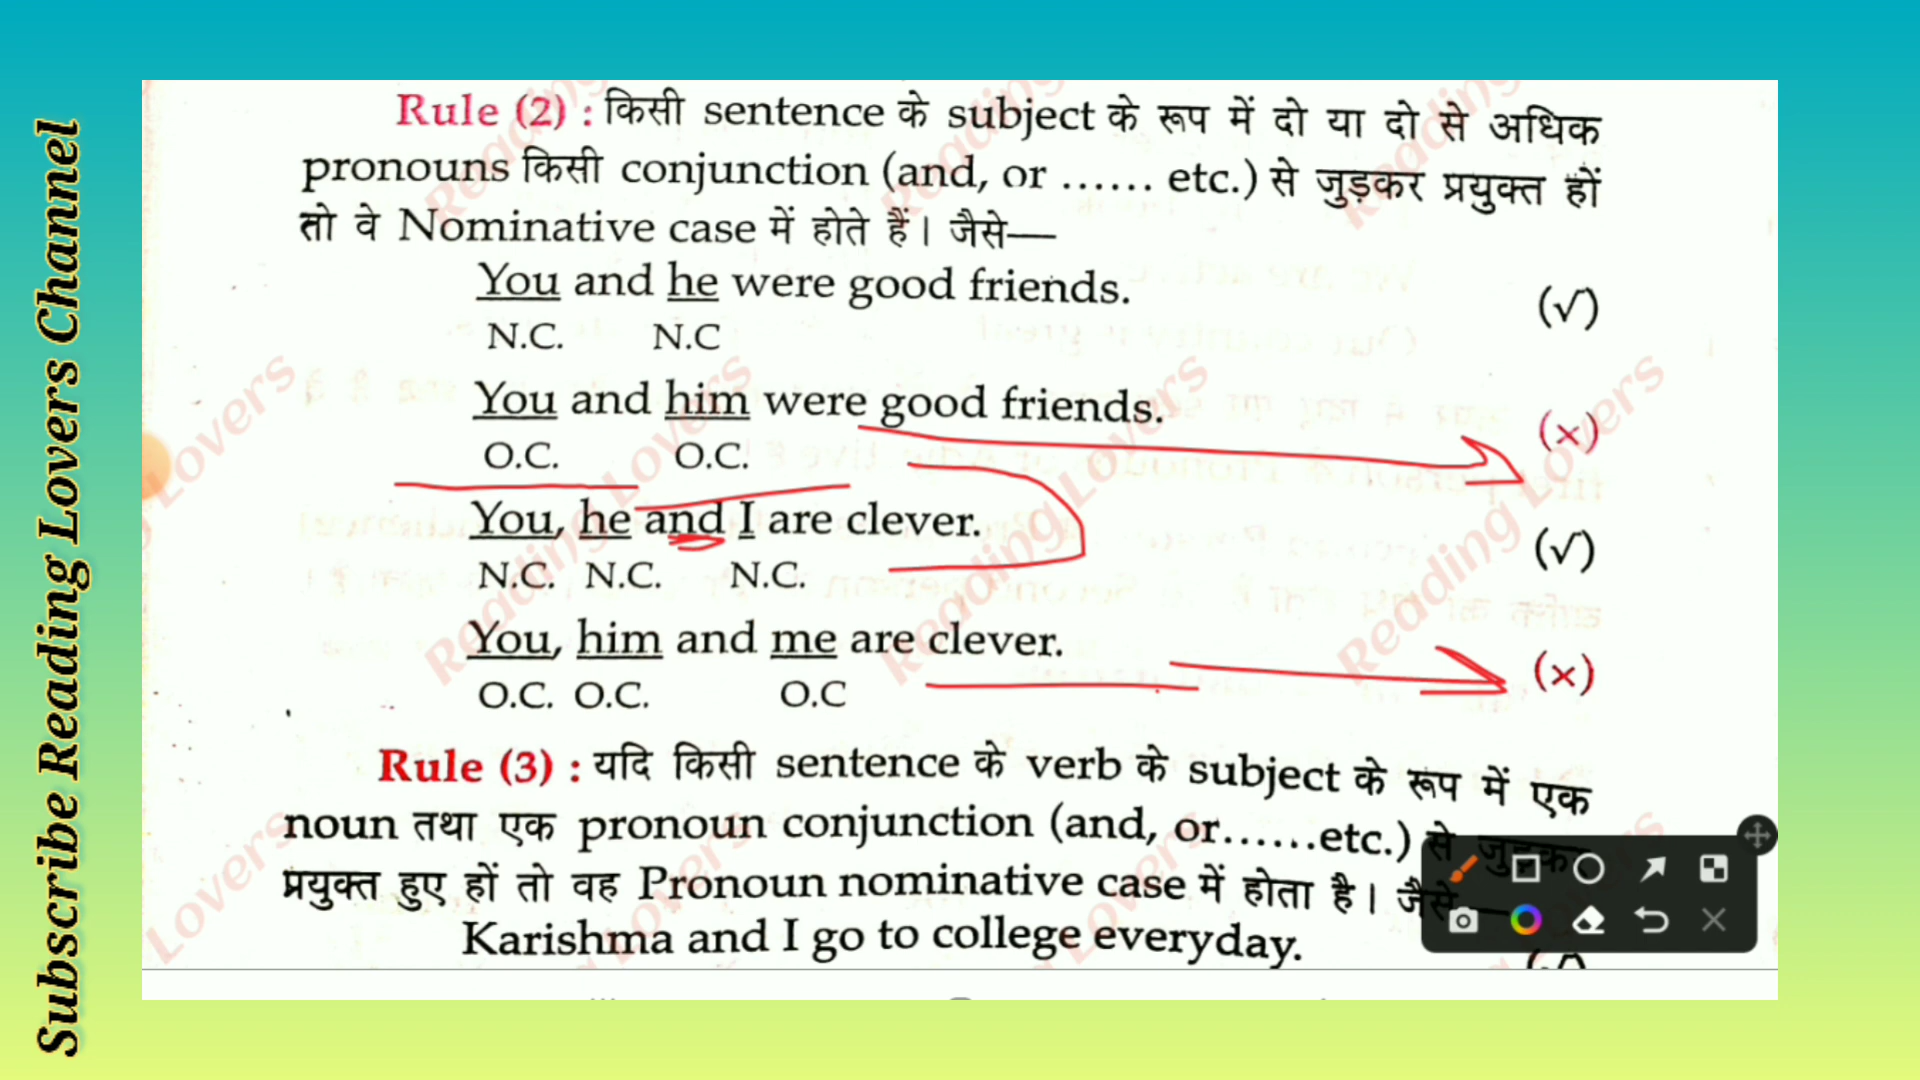 Subscribe Reading Lovers Channel
Rule (2) : किसी sentence के subject के रूप में दो या दो से अधिक
pronouns किसी conjunction (and, or ...... etc.) से जुड़कर प्रयुक्त हों
तो वे Nominative case में होते हैं। जैसे—
You and he were good friends. (√)
N.C. N.C
You and him were good friends. (×)
O.C. O.C.
You, he and I are clever. (√)
N.C. N.C. N.C.
You, him and me are clever. (×)
O.C. O.C. O.C
Rule (3) : यदि किसी sentence के verb के subject के रूप में एक
noun तथा एक pronoun conjunction (and, or......etc.) से जुड़कर
प्रयुक्त हुए हों तो वह Pronoun nominative case में होता है। जैसे—
Karishma and I go to college everyday.
Reading Lovers